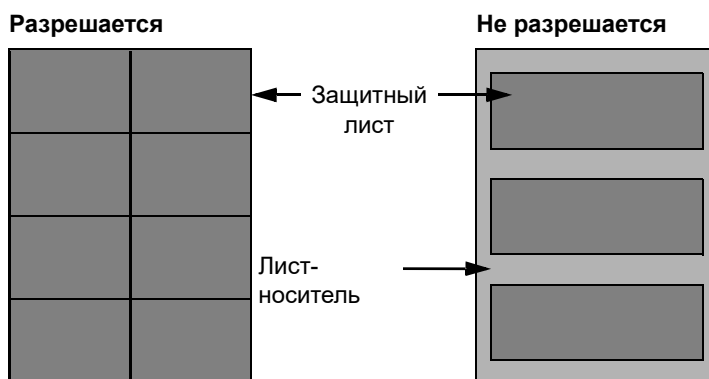 Разрешается
Не разрешается
Защитный
лист
Лист-
носитель